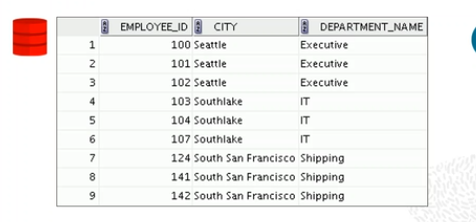 EMPLOYEE_ID CITY DEPARTMENT_NAME
1 100 Seattle Executive
2 101 Seattle Executive
3 102 Seattle Executive
4 103 Southlake IT
5 104 Southlake IT
6 107 Southlake IT
7 124 South San Francisco Shipping
8 141 South San Francisco Shipping
9 142 South San Francisco Shipping